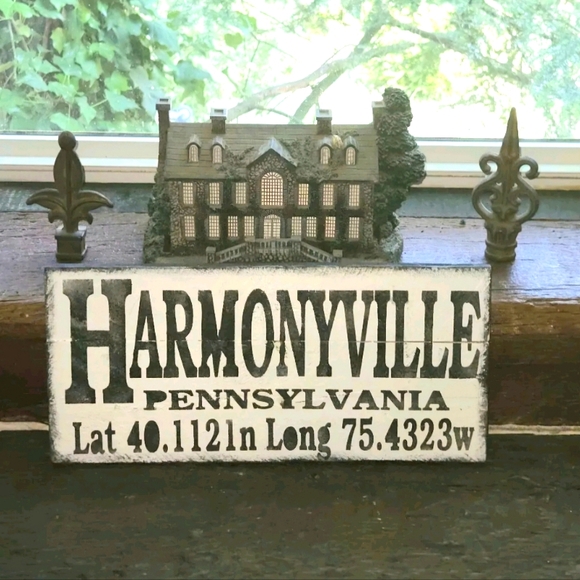 HARMONYVILLE
PENNSYLVANIA
Lat 40.1121n Long 75.4323w